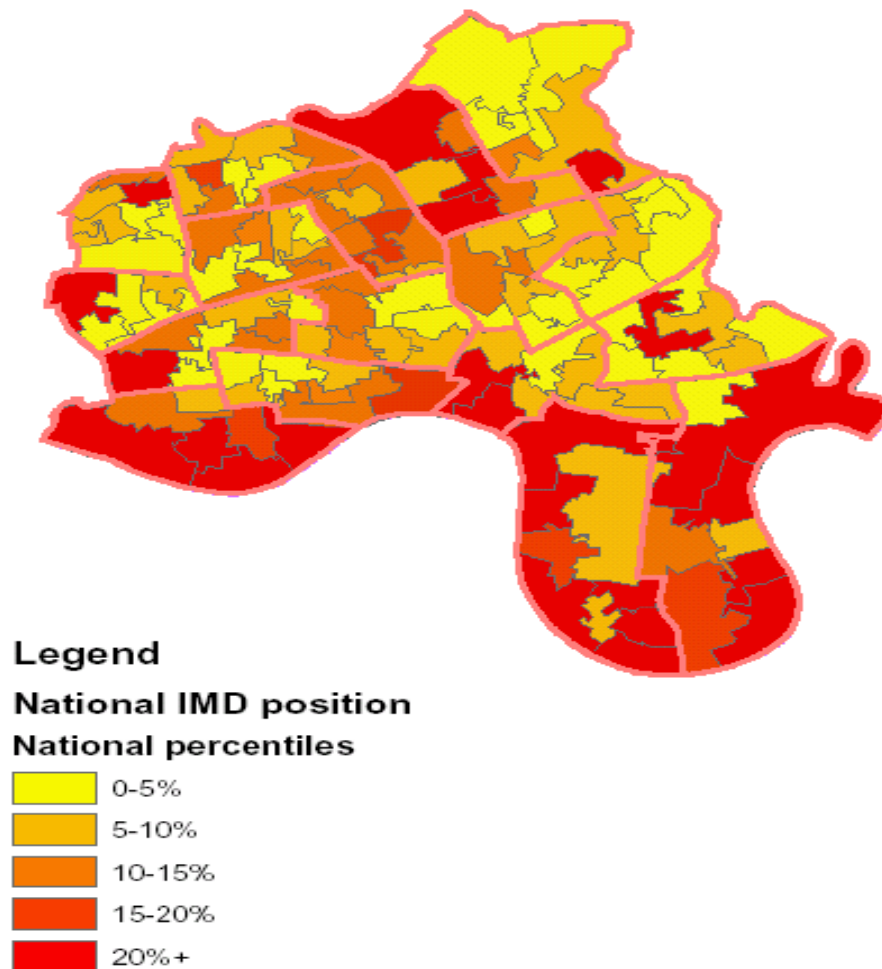 Legend
National IMD position
National percentiles
0-5%
5-10%
10-15%
15-20%
20%+